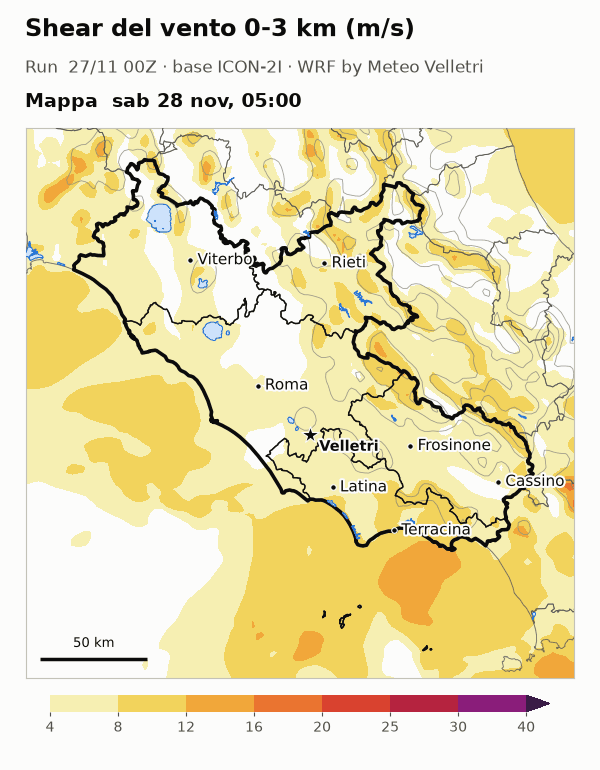 Shear del vento 0-3 km (m/s)
Run  27/11 00Z · base ICON-2I · WRF by Meteo Velletri
Mappa  sab 28 nov, 05:00
Viterbo
Rieti
Roma
Velletri
Frosinone
Cassino
Latina
Terracina
50 km
4 8 12 16 20 25 30 40